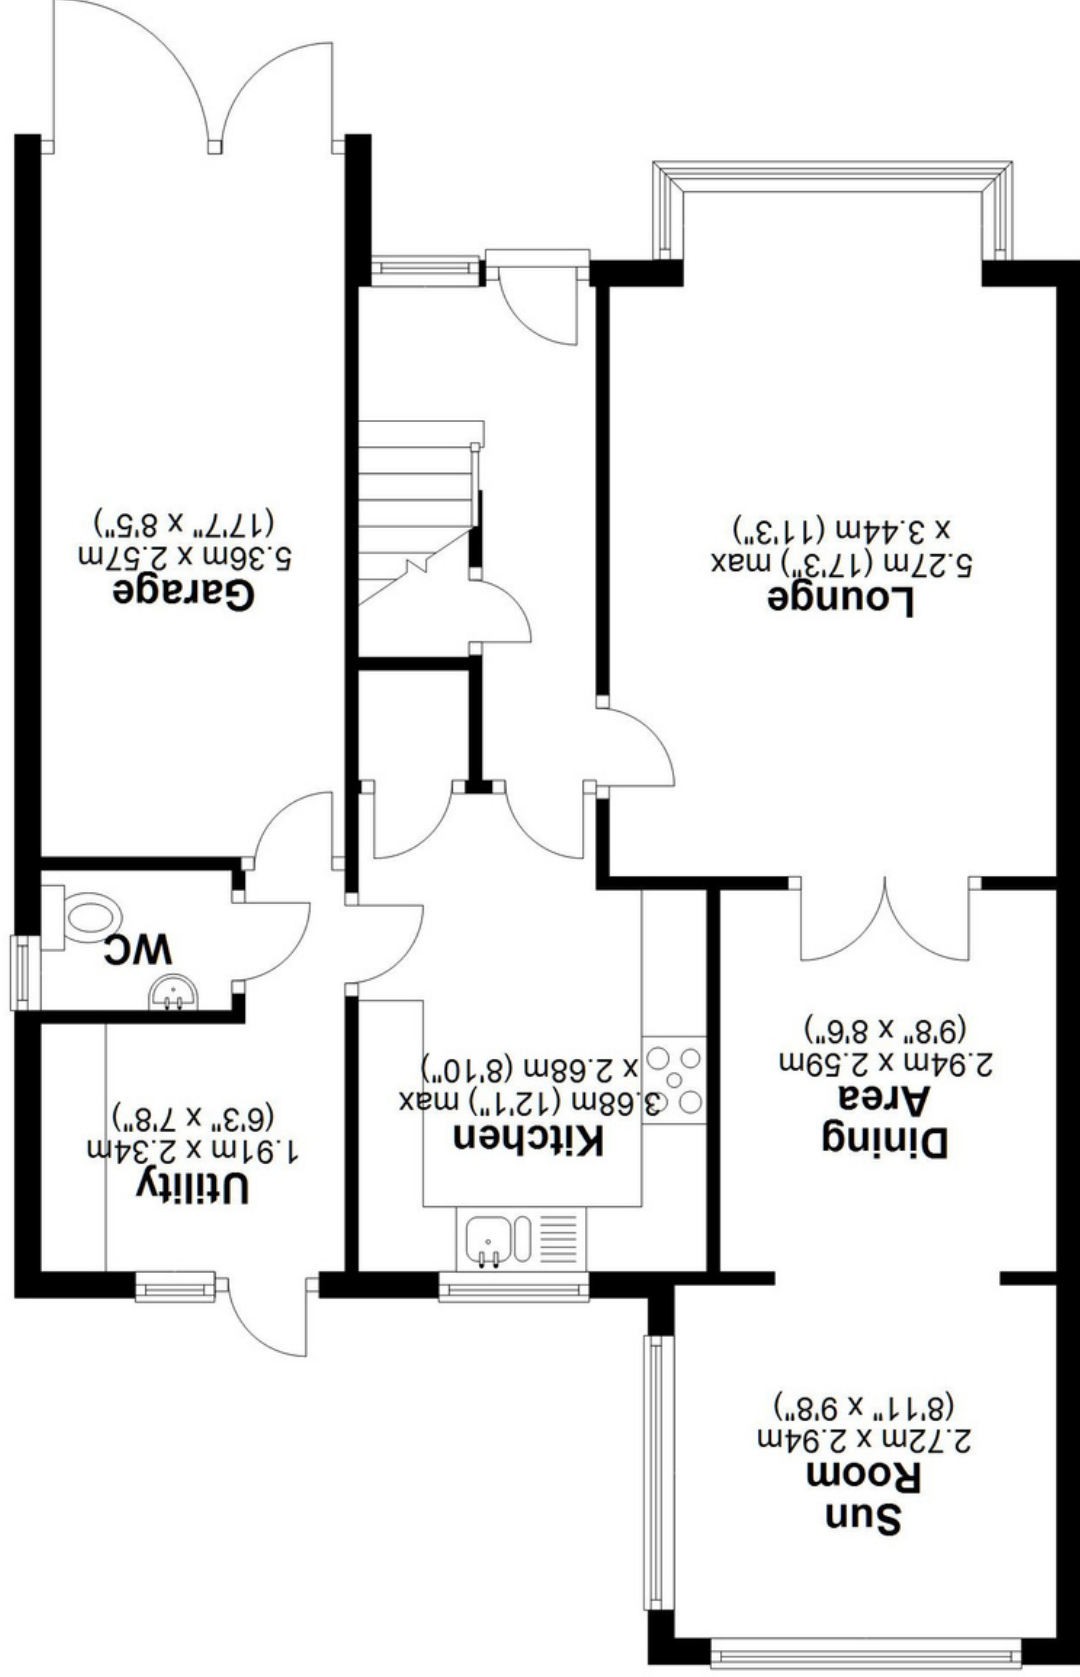 Sun
Room
2.72m x 2.94m
(8'11" x 9'8")
Dining
Area
2.94m x 2.59m
(9'8" x 8'6")
Kitchen
3.68m (12'1") max
x 2.68m (8'10")
Utility
1.91m x 2.34m
(6'3" x 7'8")
WC
Lounge
5.27m (17'3") max
x 3.44m (11'3")
Garage
5.36m x 2.57m
(17'7" x 8'5")